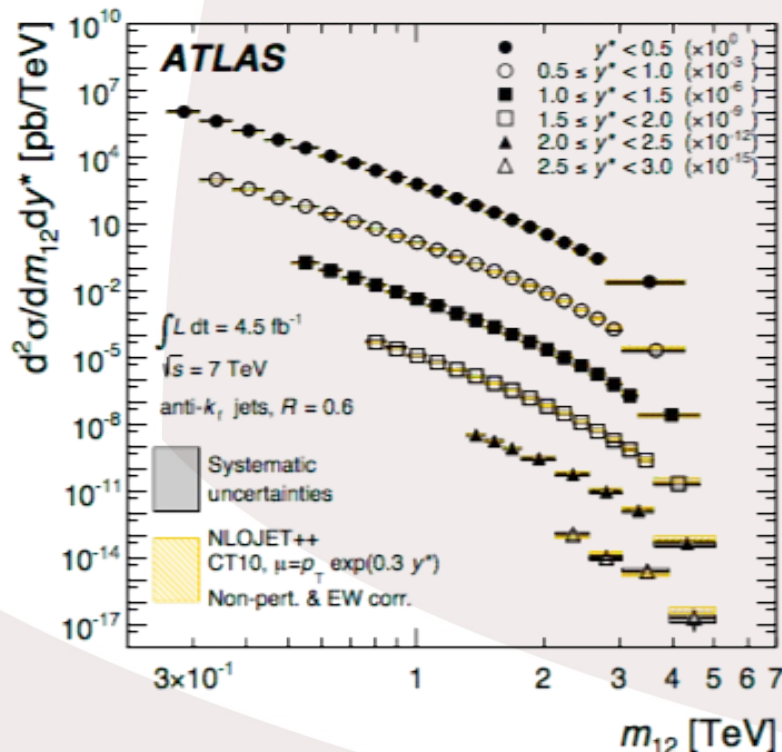 ATLAS
y* < 0.5 (×10⁰)
0.5 ≤ y* < 1.0 (×10⁻³)
1.0 ≤ y* < 1.5 (×10⁻⁶)
1.5 ≤ y* < 2.0 (×10⁻⁹)
2.0 ≤ y* < 2.5 (×10⁻¹²)
2.5 ≤ y* < 3.0 (×10⁻¹⁵)
d²σ/dm₁₂dy* [pb/TeV]
10¹⁰
10⁷
10⁴
10
10⁻²
10⁻⁵
10⁻⁸
10⁻¹¹
10⁻¹⁴
10⁻¹⁷
∫L dt = 4.5 fb⁻¹
√s = 7 TeV
anti-kₜ jets, R = 0.6
Systematic
uncertainties
NLOJET++
CT10, μ=p_T exp(0.3 y*)
Non-pert. & EW corr.
3×10⁻¹ 1 2 3 4 5 6 7
m₁₂ [TeV]